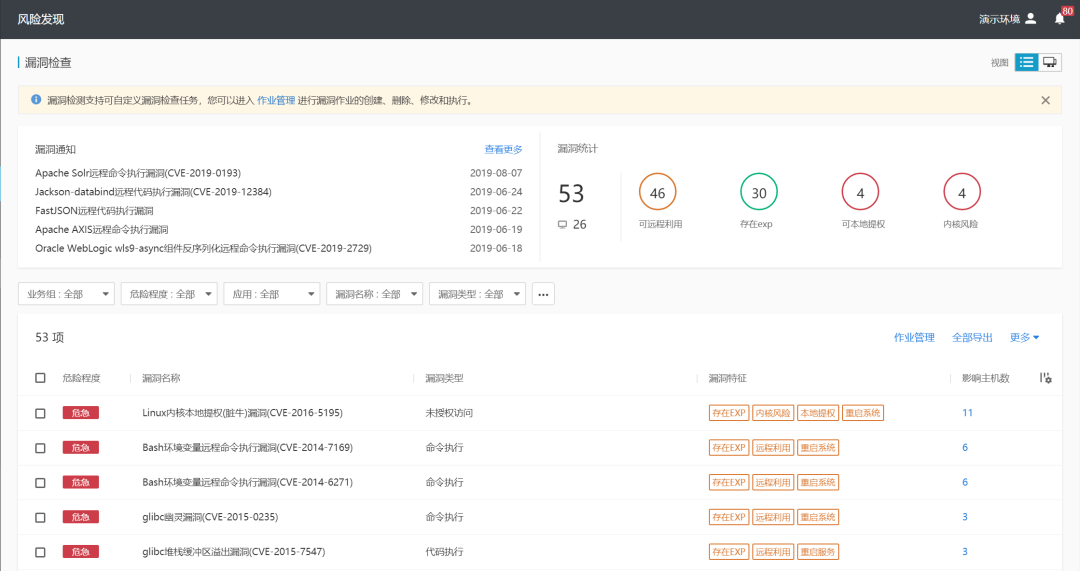 风险发现
演示环境 80
漏洞检查 视图
漏洞检测支持可自定义漏洞检查任务，您可以进入 作业管理 进行漏洞作业的创建、删除、修改和执行。
漏洞通知 查看更多
Apache Solr远程命令执行漏洞(CVE-2019-0193) 2019-08-07
Jackson-databind远程代码执行漏洞(CVE-2019-12384) 2019-06-24
FastJSON远程代码执行漏洞 2019-06-22
Apache AXIS远程命令执行漏洞 2019-06-19
Oracle WebLogic wls9-async组件反序列化远程命令执行漏洞(CVE-2019-2729) 2019-06-18
漏洞统计
53
26
46 30 4 4
可远程利用 存在exp 可本地提权 内核风险
业务组：全部 危险程度：全部 应用：全部 漏洞名称：全部 漏洞类型：全部 ...
53 项 作业管理 全部导出 更多
危险程度 漏洞名称 漏洞类型 漏洞特征 影响主机数
危急 Linux内核本地提权(脏牛)漏洞(CVE-2016-5195) 未授权访问 存在EXP 内核风险 本地提权 重启系统 11
危急 Bash环境变量远程命令执行漏洞(CVE-2014-7169) 命令执行 存在EXP 远程利用 重启系统 6
危急 Bash环境变量远程命令执行漏洞(CVE-2014-6271) 命令执行 存在EXP 远程利用 重启系统 6
危急 glibc幽灵漏洞(CVE-2015-0235) 命令执行 存在EXP 远程利用 重启系统 3
危急 glibc堆栈缓冲区溢出漏洞(CVE-2015-7547) 代码执行 存在EXP 远程利用 重启服务 3